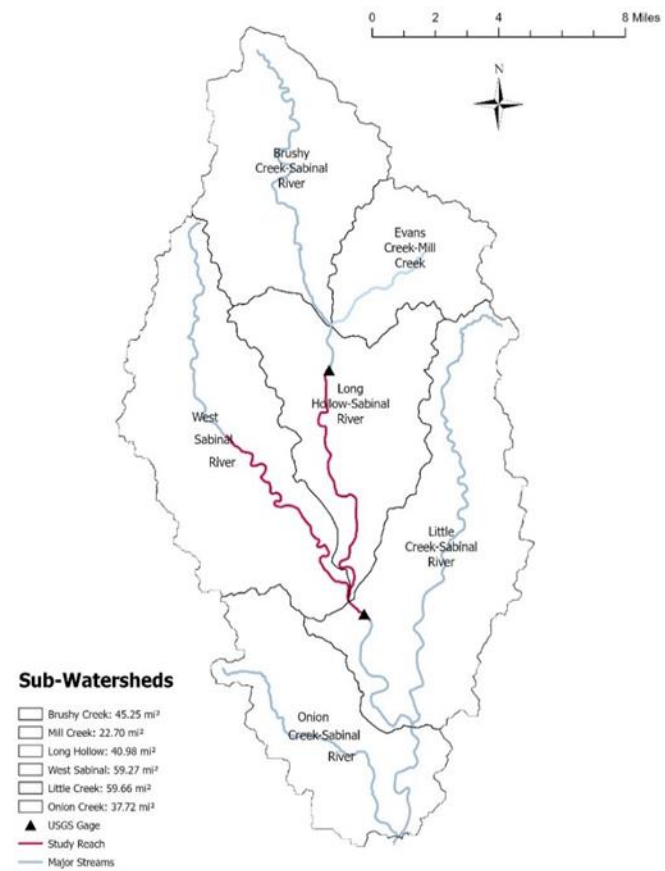 0 2 4 8 Miles
N
Brushy
Creek-Sabinal
River
Evans
Creek-Mill
Creek
Long
Hollow-Sabinal
River
West
Sabinal
River
Little
Creek-Sabinal
River
Onion
Creek-Sabinal
River
Sub-Watersheds
Brushy Creek: 45.25 mi²
Mill Creek: 22.70 mi²
Long Hollow: 40.98 mi²
West Sabinal: 59.27 mi²
Little Creek: 59.66 mi²
Onion Creek: 37.72 mi²
USGS Gage
Study Reach
Major Streams